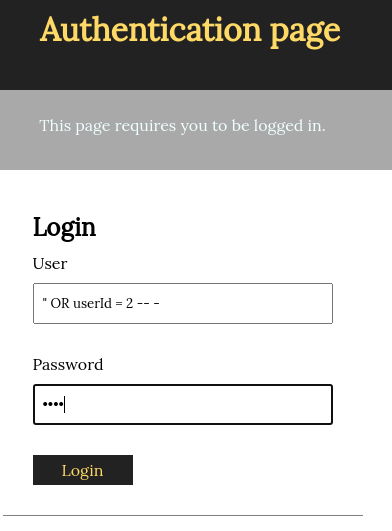 Authentication page
This page requires you to be logged in.
Login
User
" OR userId = 2 -- -
Password
••••
Login